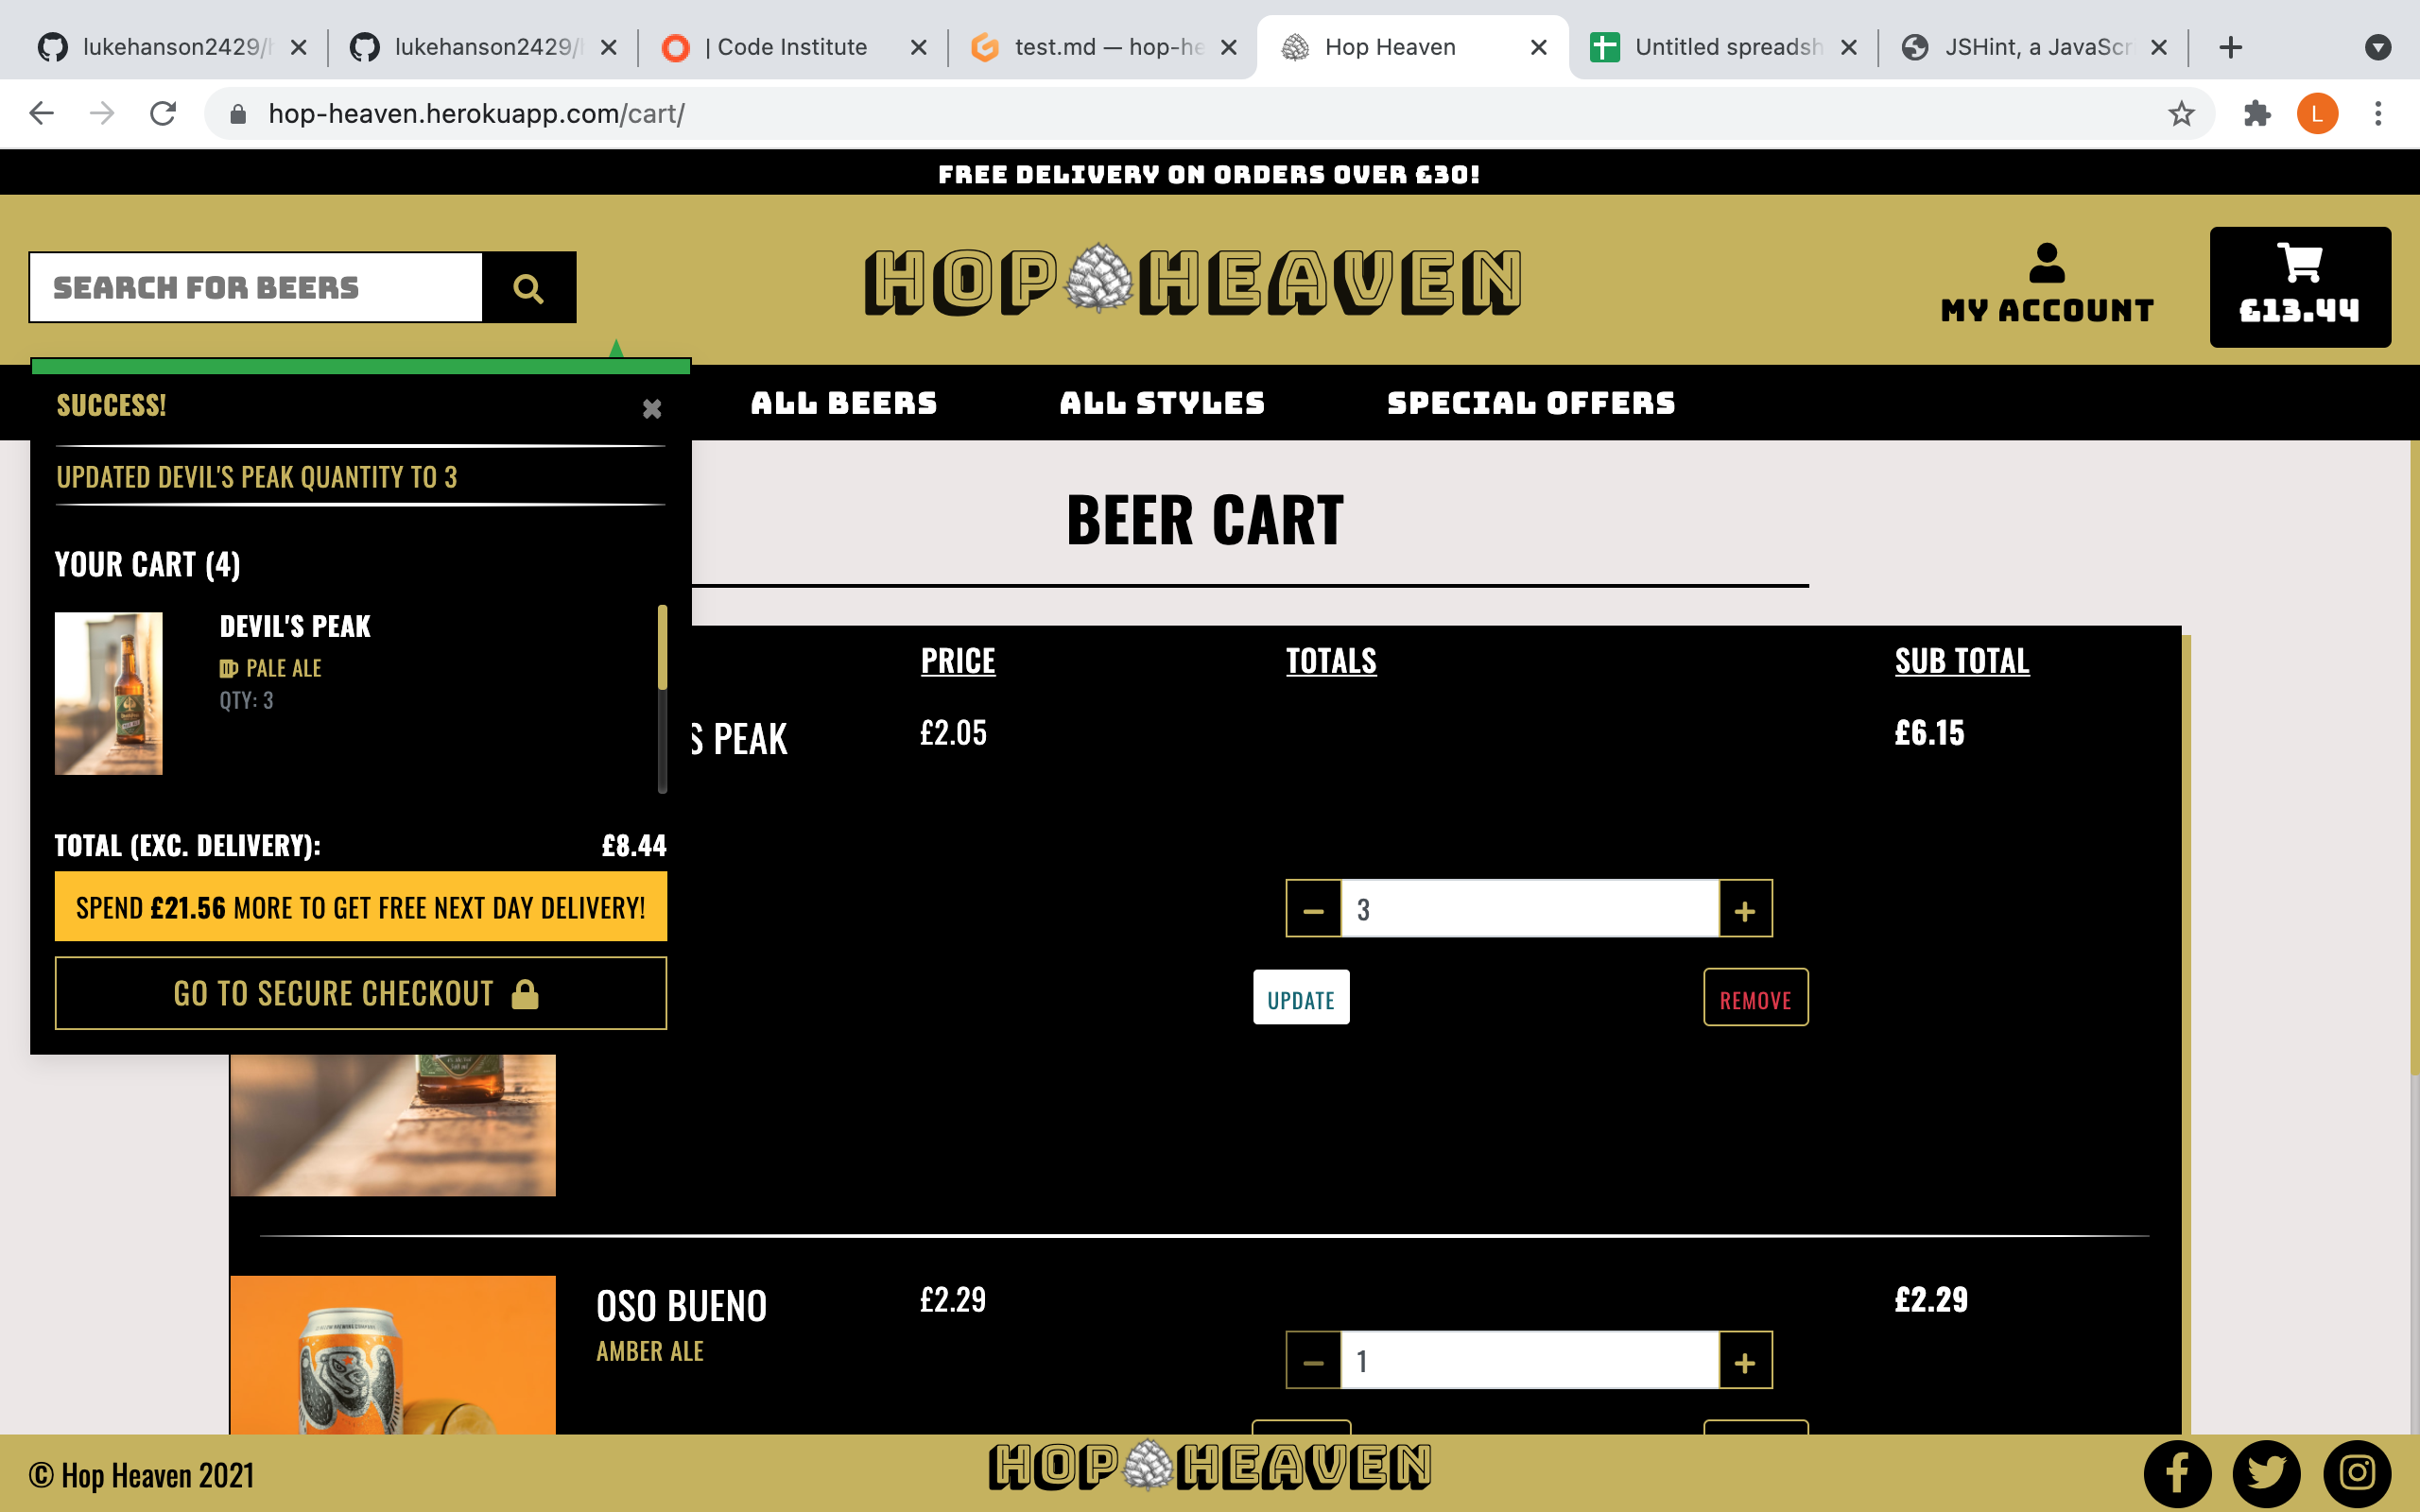 lukehanson2429/
lukehanson2429/
| Code Institute
test.md — hop-he
Hop Heaven
Untitled spreadsh
JSHint, a JavaScr
hop-heaven.herokuapp.com/cart/
L
FREE DELIVERY ON ORDERS OVER £30!
SEARCH FOR BEERS
HOP HEAVEN
MY ACCOUNT
£13.44
ALL BEERS
ALL STYLES
SPECIAL OFFERS
SUCCESS!
UPDATED DEVIL'S PEAK QUANTITY TO 3
YOUR CART (4)
DEVIL'S PEAK
PALE ALE
QTY: 3
TOTAL (EXC. DELIVERY): £8.44
SPEND £21.56 MORE TO GET FREE NEXT DAY DELIVERY!
GO TO SECURE CHECKOUT
BEER CART
PRICE
TOTALS
SUB TOTAL
S PEAK
£2.05
£6.15
3
UPDATE
REMOVE
OSO BUENO
AMBER ALE
£2.29
£2.29
1
© Hop Heaven 2021
HOP HEAVEN